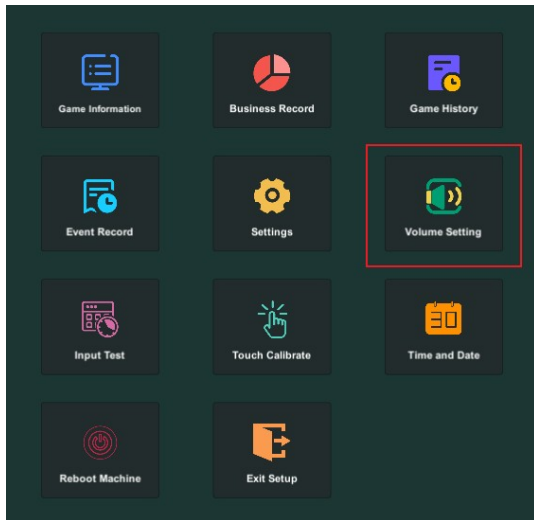 Game Information
Business Record
Game History
Event Record
Settings
Volume Setting
Input Test
Touch Calibrate
30
Time and Date
Reboot Machine
Exit Setup